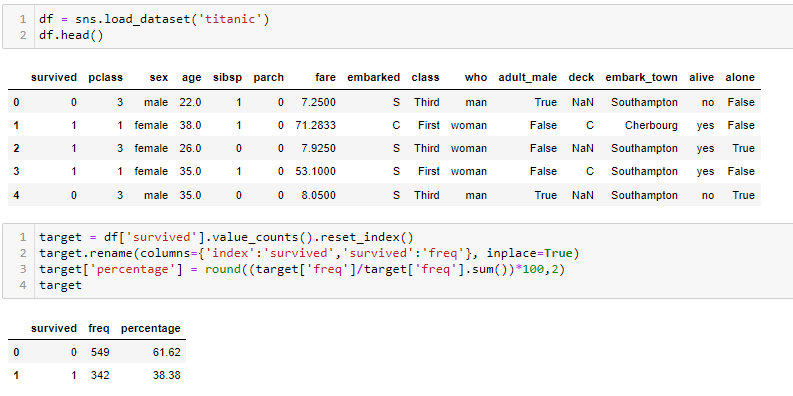 1 df = sns.load_dataset('titanic')
2 df.head()
survived pclass sex age sibsp parch fare embarked class who adult_male deck embark_town alive alone
0 0 3 male 22.0 1 0 7.2500 S Third man True NaN Southampton no False
1 1 1 female 38.0 1 0 71.2833 C First woman False C Cherbourg yes False
2 1 3 female 26.0 0 0 7.9250 S Third woman False NaN Southampton yes True
3 1 1 female 35.0 1 0 53.1000 S First woman False C Southampton yes False
4 0 3 male 35.0 0 0 8.0500 S Third man True NaN Southampton no True
1 target = df['survived'].value_counts().reset_index()
2 target.rename(columns={'index':'survived','survived':'freq'}, inplace=True)
3 target['percentage'] = round((target['freq']/target['freq'].sum())*100,2)
4 target
survived freq percentage
0 0 549 61.62
1 1 342 38.38